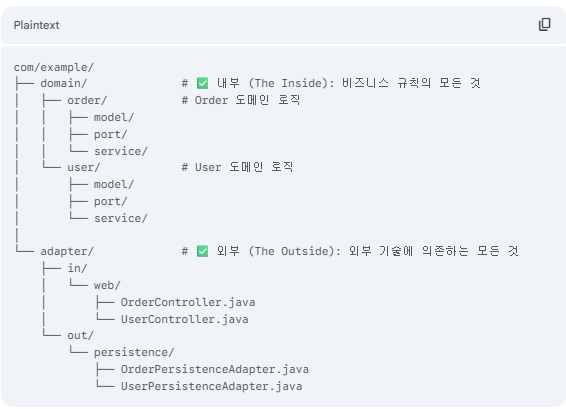 Plaintext
com/example/
├── domain/             # ✅ 내부 (The Inside): 비즈니스 규칙의 모든 것
│   ├── order/          # Order 도메인 로직
│   │   ├── model/
│   │   ├── port/
│   │   └── service/
│   └── user/           # User 도메인 로직
│       ├── model/
│       ├── port/
│       └── service/
│
└── adapter/            # ✅ 외부 (The Outside): 외부 기술에 의존하는 모든 것
    ├── in/
    │   └── web/
    │       ├── OrderController.java
    │       └── UserController.java
    └── out/
        └── persistence/
            ├── OrderPersistenceAdapter.java
            └── UserPersistenceAdapter.java